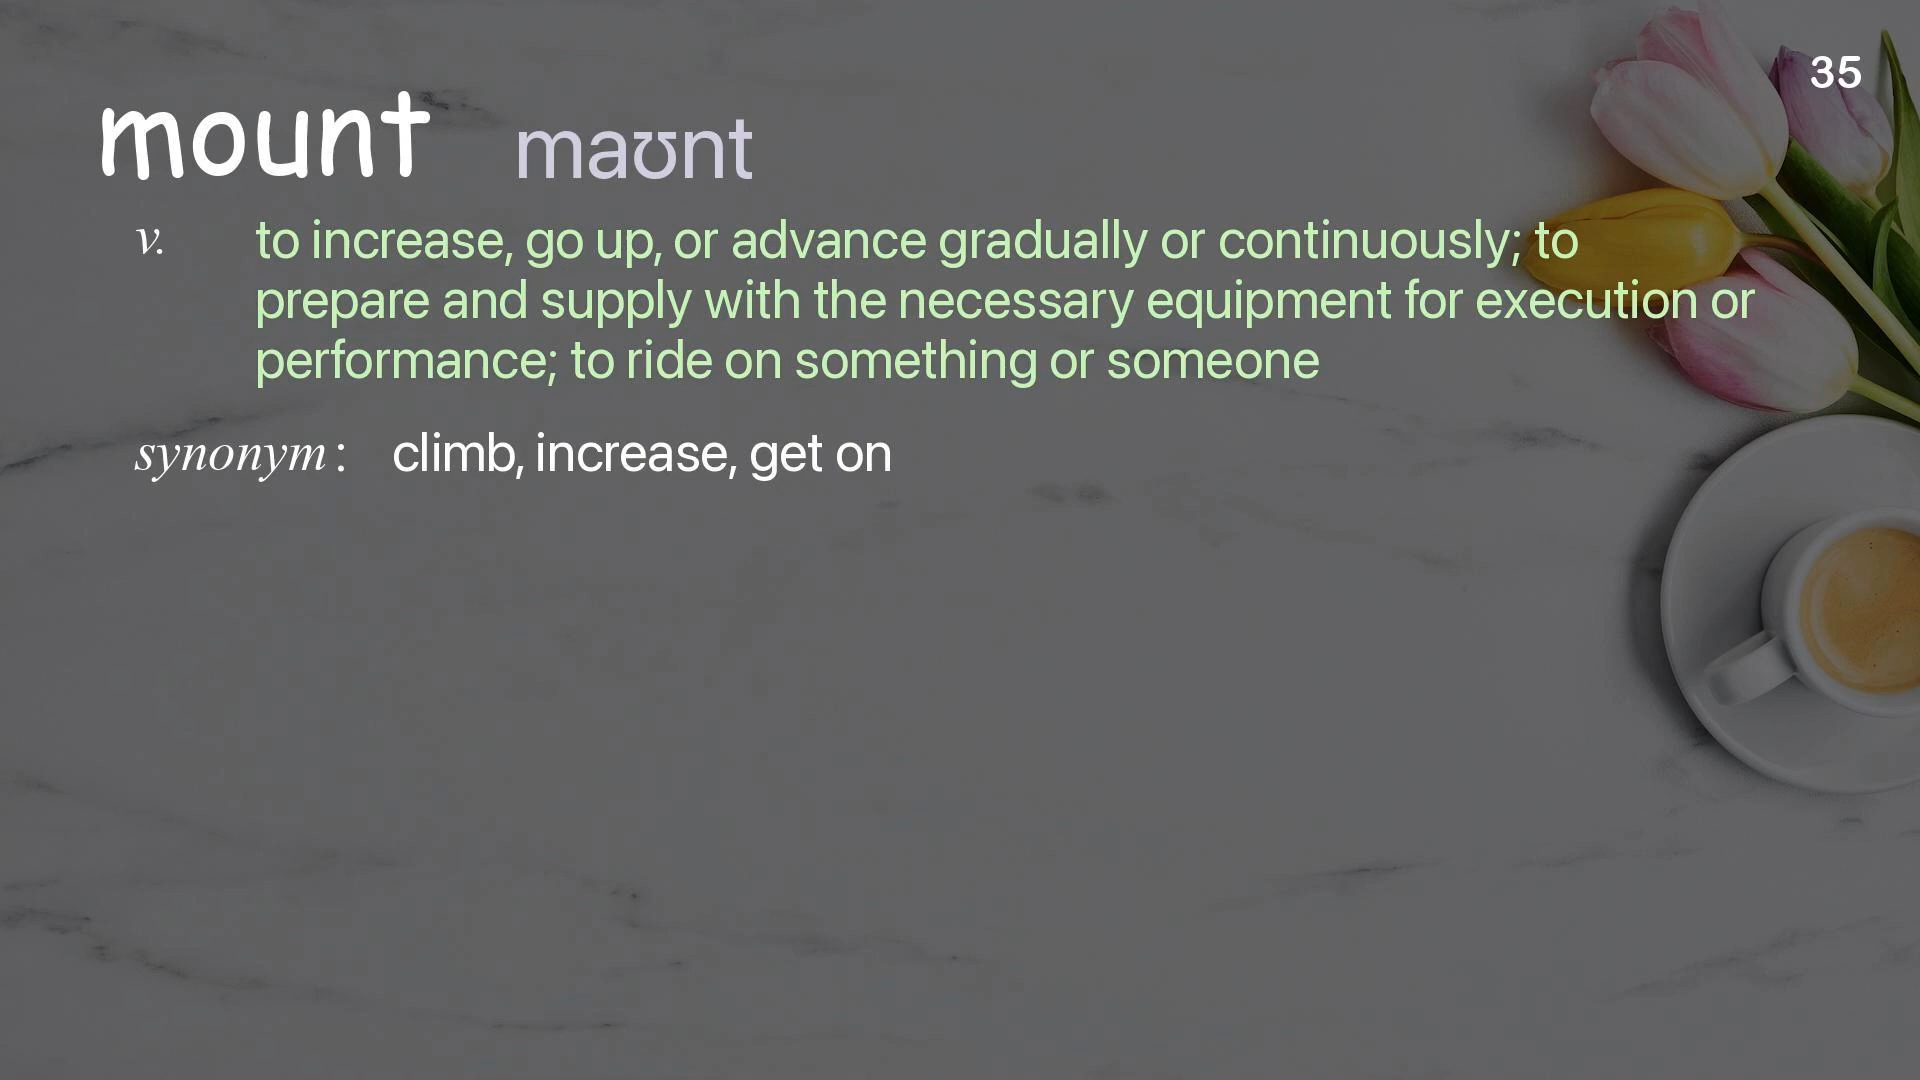 35
mount maʊnt
v. to increase, go up, or advance gradually or continuously; to
prepare and supply with the necessary equipment for execution or
performance; to ride on something or someone
synonym : climb, increase, get on